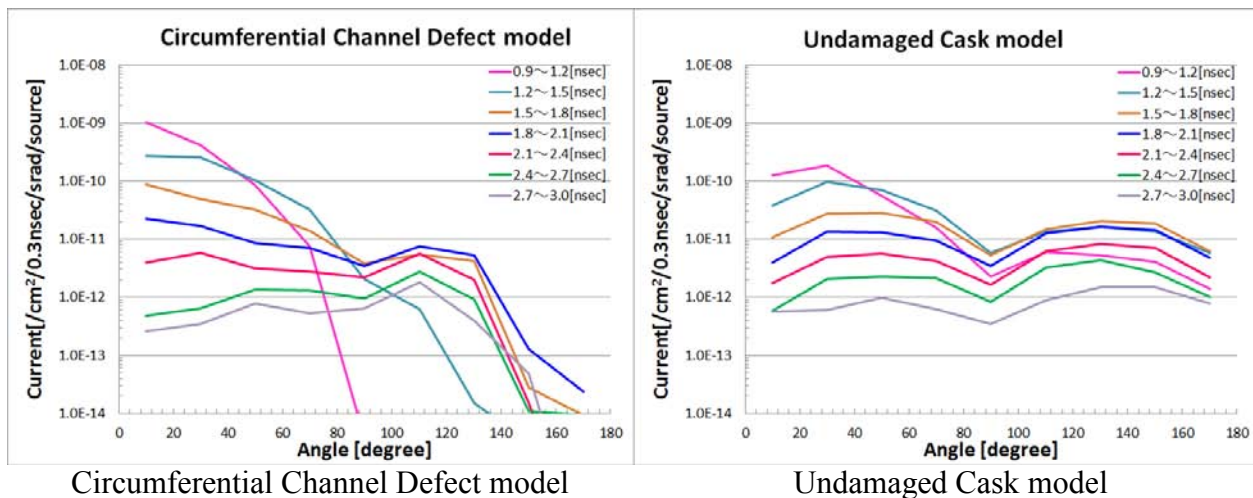 Circumferential Channel Defect model
Current[/cm²/0.3nsec/srad/source]
1.0E-08
1.0E-09
1.0E-10
1.0E-11
1.0E-12
1.0E-13
1.0E-14
0.9～1.2[nsec]
1.2～1.5[nsec]
1.5～1.8[nsec]
1.8～2.1[nsec]
2.1～2.4[nsec]
2.4～2.7[nsec]
2.7～3.0[nsec]
0 20 40 60 80 100 120 140 160 180
Angle [degree]
Undamaged Cask model
Current[/cm²/0.3nsec/srad/source]
1.0E-08
1.0E-09
1.0E-10
1.0E-11
1.0E-12
1.0E-13
1.0E-14
0.9～1.2[nsec]
1.2～1.5[nsec]
1.5～1.8[nsec]
1.8～2.1[nsec]
2.1～2.4[nsec]
2.4～2.7[nsec]
2.7～3.0[nsec]
0 20 40 60 80 100 120 140 160 180
Angle [degree]
Circumferential Channel Defect model
Undamaged Cask model